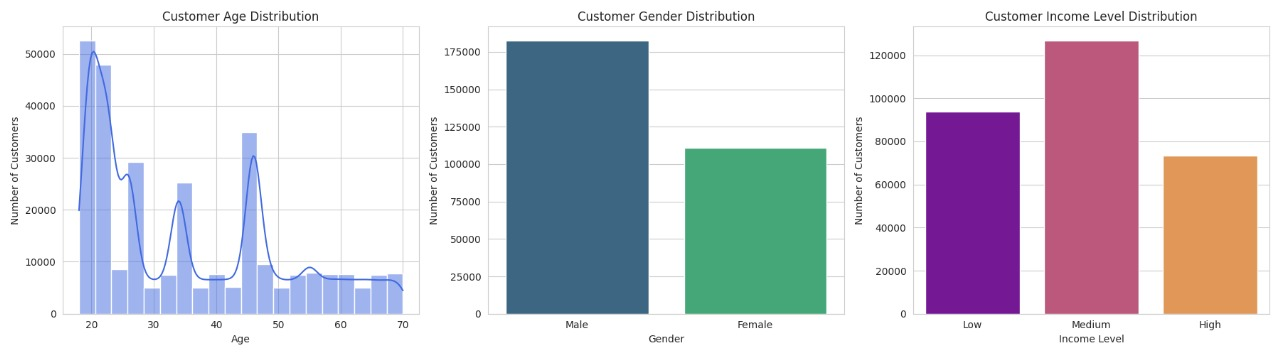 Customer Age Distribution
Number of Customers
50000
40000
30000
20000
10000
0
20 30 40 50 60 70
Age
Customer Gender Distribution
Number of Customers
175000
150000
125000
100000
75000
50000
25000
0
Male Female
Gender
Customer Income Level Distribution
Number of Customers
120000
100000
80000
60000
40000
20000
0
Low Medium High
Income Level